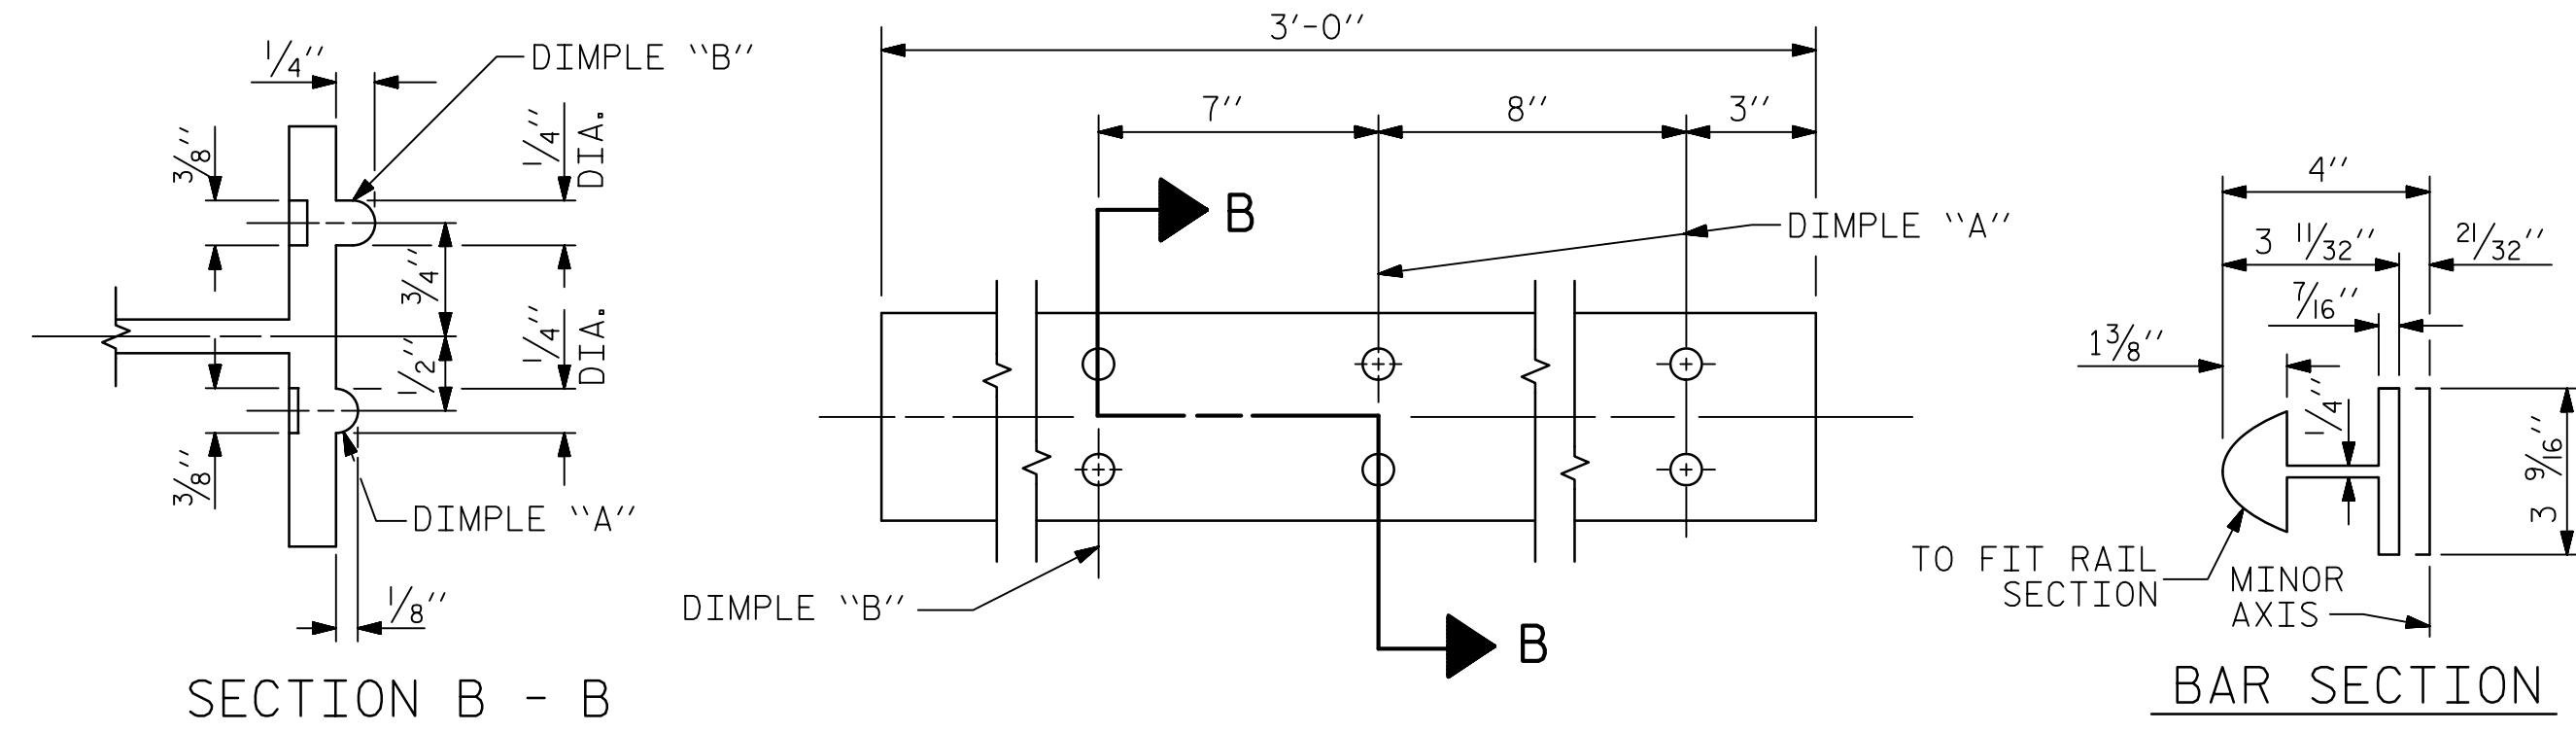 1/4''
DIMPLE ''B''
3/8''
1/4''
DIA.
3/4''
1/2''
1/4''
DIA.
3/8''
DIMPLE ''A''
1/8''
SECTION B - B
3'-0''
7''
8''
3''
B
DIMPLE ''A''
DIMPLE ''B''
B
4''
3 11/32''
21/32''
7/16''
1 3/8''
1/4''
3 9/16''
TO FIT RAIL
SECTION
MINOR
AXIS
BAR SECTION